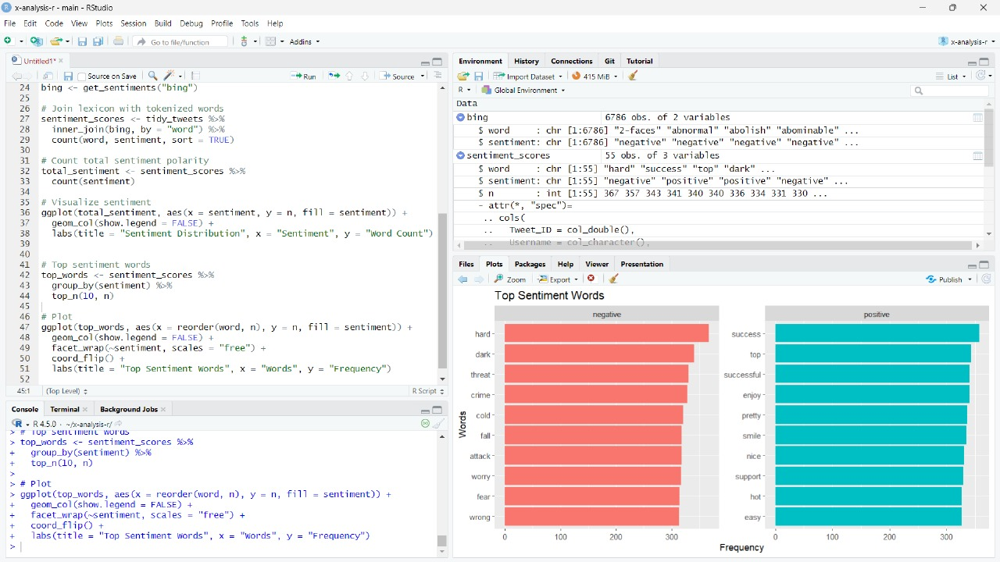 x-analysis-r - main - RStudio
File Edit Code View Plots Session Build Debug Profile Tools Help
Go to file/function Addins x-analysis-r
Untitled1*
Source on Save Run Source
24 bing <- get_sentiments("bing")
25
26 # Join lexicon with tokenized words
27 sentiment_scores <- tidy_tweets %>%
28 inner_join(bing, by = "word") %>%
29 count(word, sentiment, sort = TRUE)
30
31 # Count total sentiment polarity
32 total_sentiment <- sentiment_scores %>%
33 count(sentiment)
34
35 # Visualize sentiment
36 ggplot(total_sentiment, aes(x = sentiment, y = n, fill = sentiment)) +
37 geom_col(show.legend = FALSE) +
38 labs(title = "Sentiment Distribution", x = "Sentiment", y = "Word Count")
39
40
41 # Top sentiment words
42 top_words <- sentiment_scores %>%
43 group_by(sentiment) %>%
44 top_n(10, n)
45
46 # Plot
47 ggplot(top_words, aes(x = reorder(word, n), y = n, fill = sentiment)) +
48 geom_col(show.legend = FALSE) +
49 facet_wrap(~sentiment, scales = "free") +
50 coord_flip() +
51 labs(title = "Top Sentiment Words", x = "Words", y = "Frequency")
52
45:1 (Top Level) R Script
Console Terminal Background Jobs
R 4.5.0 · ~/x-analysis-r/
> # Top sentiment words
> top_words <- sentiment_scores %>%
+ group_by(sentiment) %>%
+ top_n(10, n)
>
> # Plot
> ggplot(top_words, aes(x = reorder(word, n), y = n, fill = sentiment)) +
+ geom_col(show.legend = FALSE) +
+ facet_wrap(~sentiment, scales = "free") +
+ coord_flip() +
+ labs(title = "Top Sentiment Words", x = "Words", y = "Frequency")
>
Environment History Connections Git Tutorial
Import Dataset 415 MiB List
R Global Environment
Data
bing 6786 obs. of 2 variables
$ word : chr [1:6786] "2-faces" "abnormal" "abolish" "abominable" ...
$ sentiment: chr [1:6786] "negative" "negative" "negative" "negative" ...
sentiment_scores 55 obs. of 3 variables
$ word : chr [1:55] "hard" "success" "top" "dark" ...
$ sentiment: chr [1:55] "negative" "positive" "positive" "negative" ...
$ n : int [1:55] 367 357 343 341 340 340 336 334 331 330 ...
- attr(*, "spec")=
.. cols(
.. Tweet_ID = col_double(),
.. Username = col_character(),
Files Plots Packages Help Viewer Presentation
Zoom Export Publish
Top Sentiment Words
negative positive
hard
dark
threat
crime
cold
fall
attack
worry
fear
wrong
success
top
successful
enjoy
pretty
smile
nice
support
hot
easy
Words
0 100 200 300
0 100 200 300
Frequency